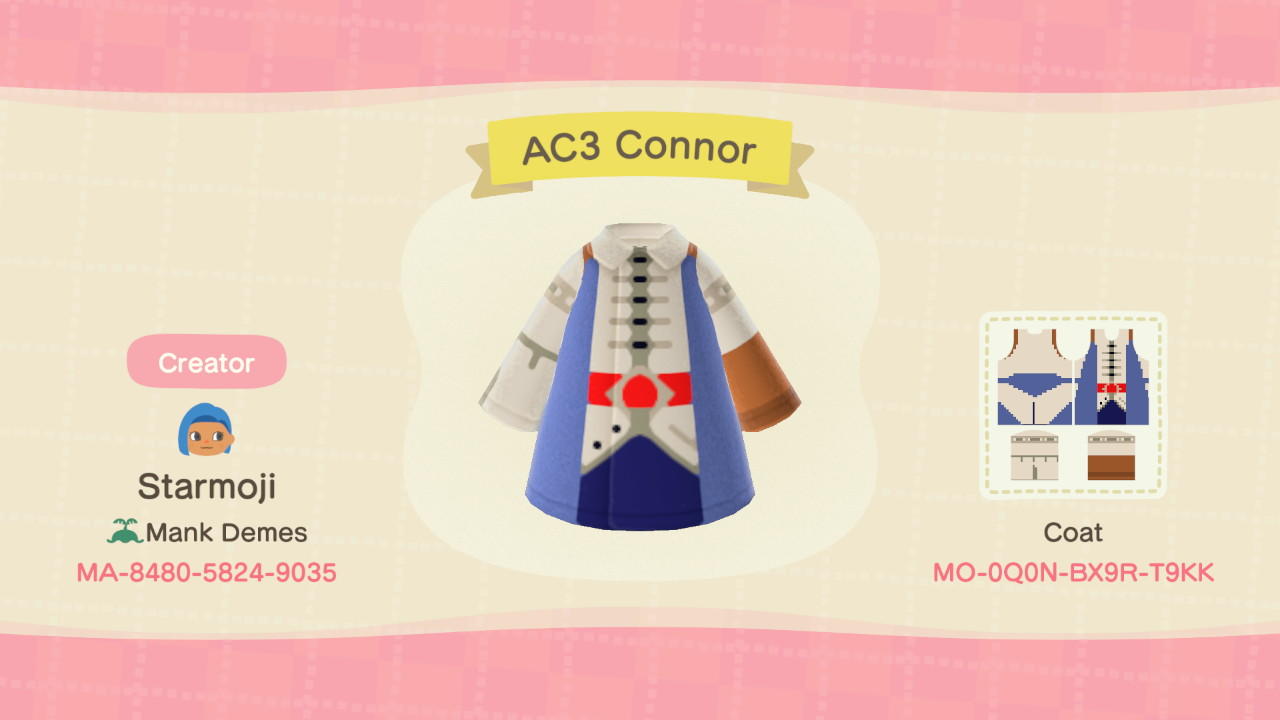 AC3 Connor
Creator
Starmoji
Mank Demes
MA-8480-5824-9035
Coat
MO-0Q0N-BX9R-T9KK